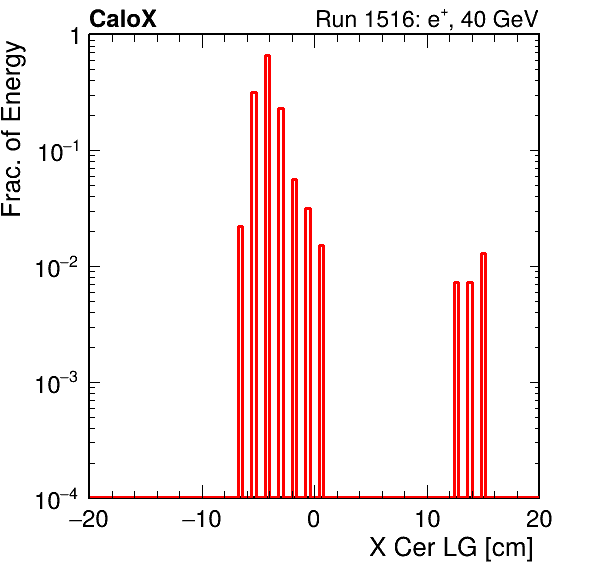 CaloX
Run 1516: e⁺, 40 GeV
Frac. of Energy
1
10⁻¹
10⁻²
10⁻³
10⁻⁴
−20 −10 0 10 20
X Cer LG [cm]